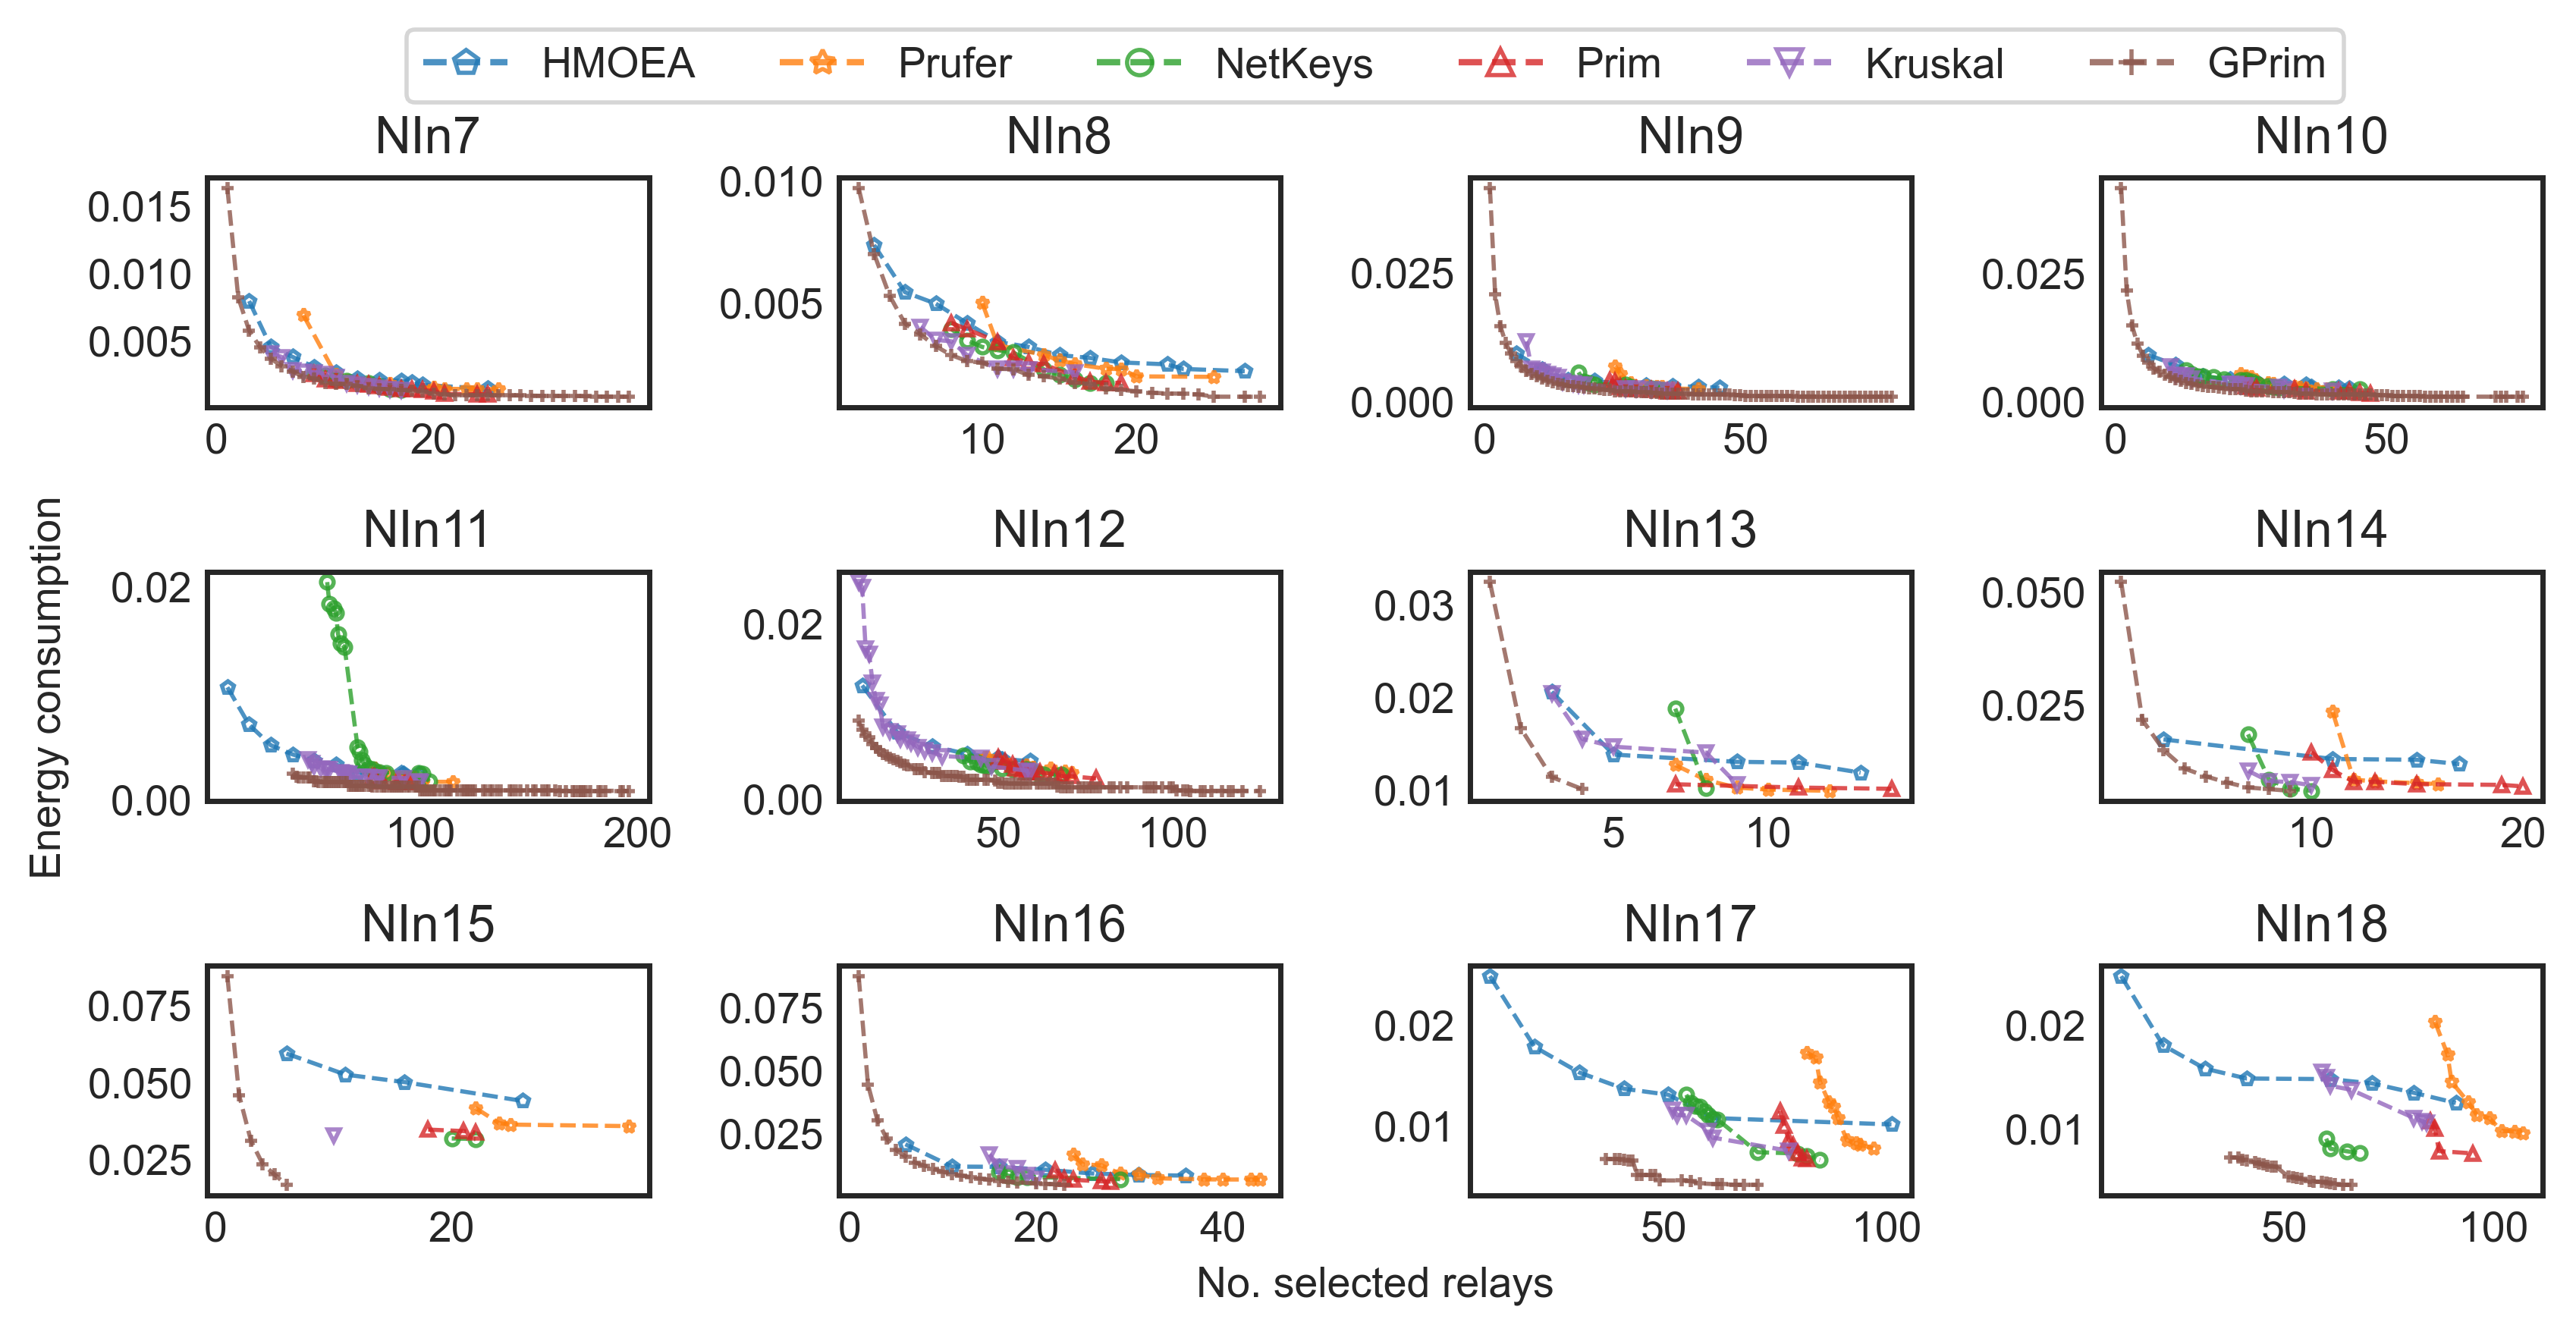 HMOEA Prufer NetKeys Prim Kruskal GPrim
NIn7 NIn8 NIn9 NIn10
0.015 0.010 0.005
0 20
0.010 0.005
10 20
0.025 0.000
0 50
0.025 0.000
0 50
Energy consumption
NIn11 NIn12 NIn13 NIn14
0.02 0.00
100 200
0.02 0.00
50 100
0.03 0.02 0.01
5 10
0.050 0.025
10 20
NIn15 NIn16 NIn17 NIn18
0.075 0.050 0.025
0 20
0.075 0.050 0.025
0 20 40
0.02 0.01
50 100
0.02 0.01
50 100
No. selected relays